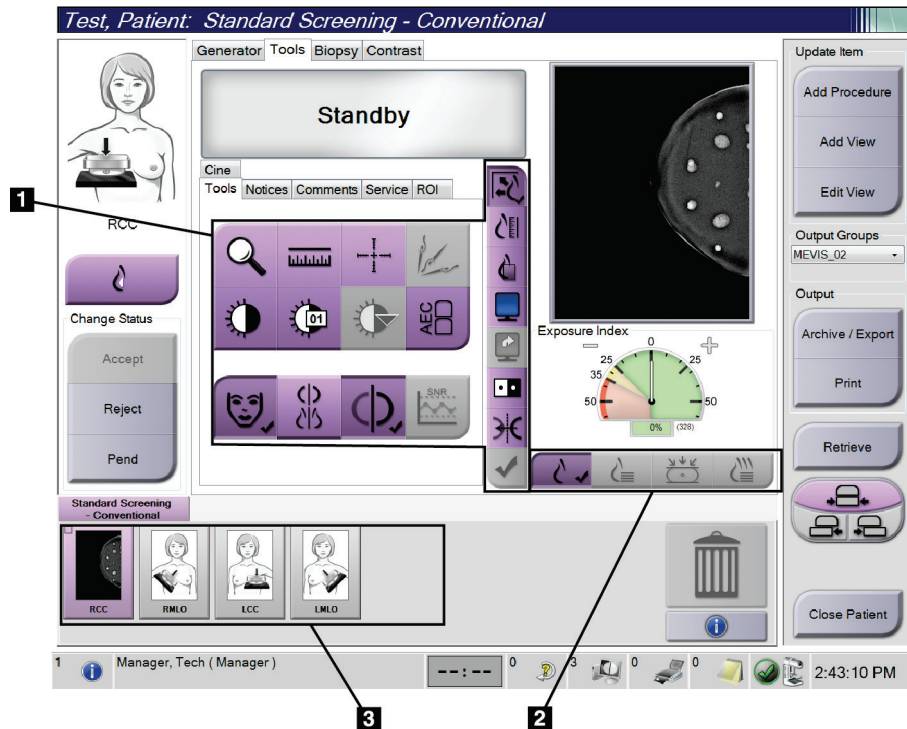 Test, Patient: Standard Screening - Conventional
Generator Tools Biopsy Contrast
Standby
Cine
Tools Notices Comments Service ROI
1
RCC
01
AEC
SNR
Change Status
Accept
Reject
Pend
Exposure Index
0
25 25
35
50 50
0% (328)
Update Item
Add Procedure
Add View
Edit View
Output Groups
MEVIS_02
Output
Archive / Export
Print
Retrieve
Close Patient
Standard Screening
- Conventional
RCC RMLO LCC LMLO
1 Manager, Tech ( Manager ) --:-- 0 3 0 0 2:43:10 PM
3 2